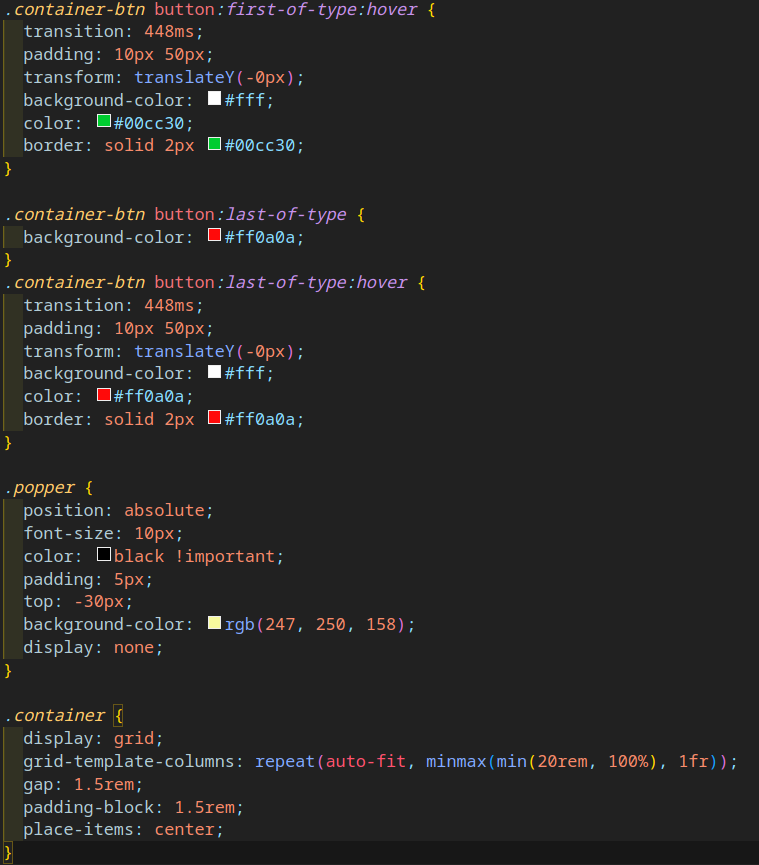 .container-btn button:first-of-type:hover {
transition: 448ms;
padding: 10px 50px;
transform: translateY(-0px);
background-color: #fff;
color: #00cc30;
border: solid 2px #00cc30;
}
.container-btn button:last-of-type {
background-color: #ff0a0a;
}
.container-btn button:last-of-type:hover {
transition: 448ms;
padding: 10px 50px;
transform: translateY(-0px);
background-color: #fff;
color: #ff0a0a;
border: solid 2px #ff0a0a;
}
.popper {
position: absolute;
font-size: 10px;
color: black !important;
padding: 5px;
top: -30px;
background-color: rgb(247, 250, 158);
display: none;
}
.container {
display: grid;
grid-template-columns: repeat(auto-fit, minmax(min(20rem, 100%), 1fr));
gap: 1.5rem;
padding-block: 1.5rem;
place-items: center;
}